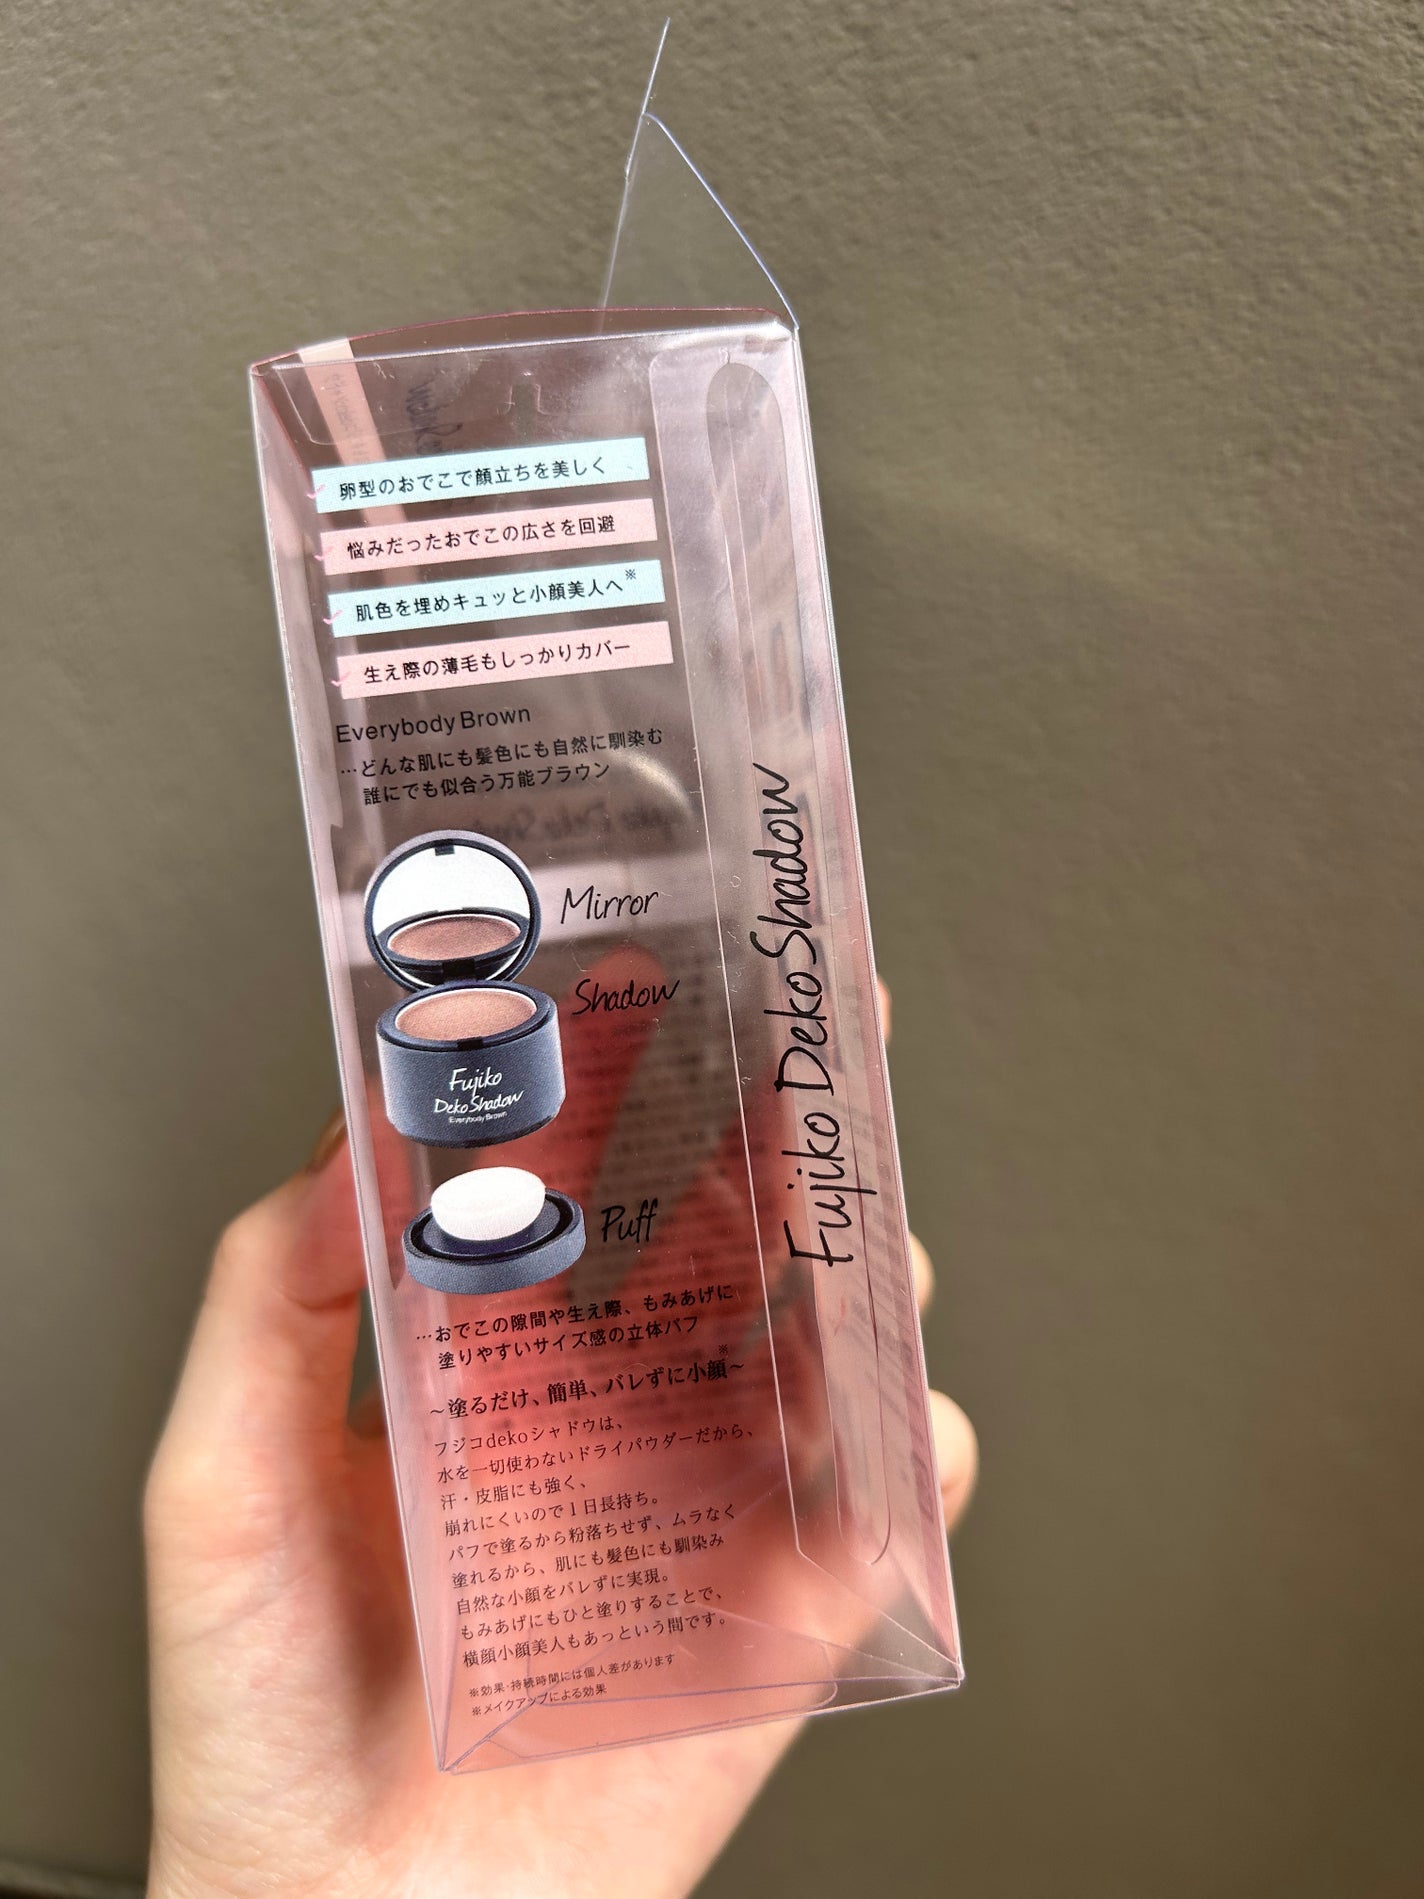 卵型のおでこで顔立ちを美しく
悩みだったおでこの広さを回避
肌色を埋めキュッと小顔美人へ※
生え際の薄毛もしっかりカバー
Everybody Brown
…どんな肌にも髪色にも自然に馴染む
誰にでも似合う万能ブラウン
Mirror
Shadow
Fujiko
Deko Shadow
Everybody Brown
Puff
…おでこの隙間や生え際、もみあげに
塗りやすいサイズ感の立体パフ
～塗るだけ、簡単、バレずに小顔※～
フジコdekoシャドウは、
水を一切使わないドライパウダーだから、
汗・皮脂にも強く、
崩れにくいので1日長持ち。
パフで塗るから粉落ちせず、ムラなく
塗れるから、肌にも髪色にも馴染み
自然な小顔をバレずに実現。
もみあげにもひと塗りすることで、
横顔小顔美人もあっという間です。
※効果・持続時間には個人差があります
※メイクアップによる効果
Fujiko Deko Shadow